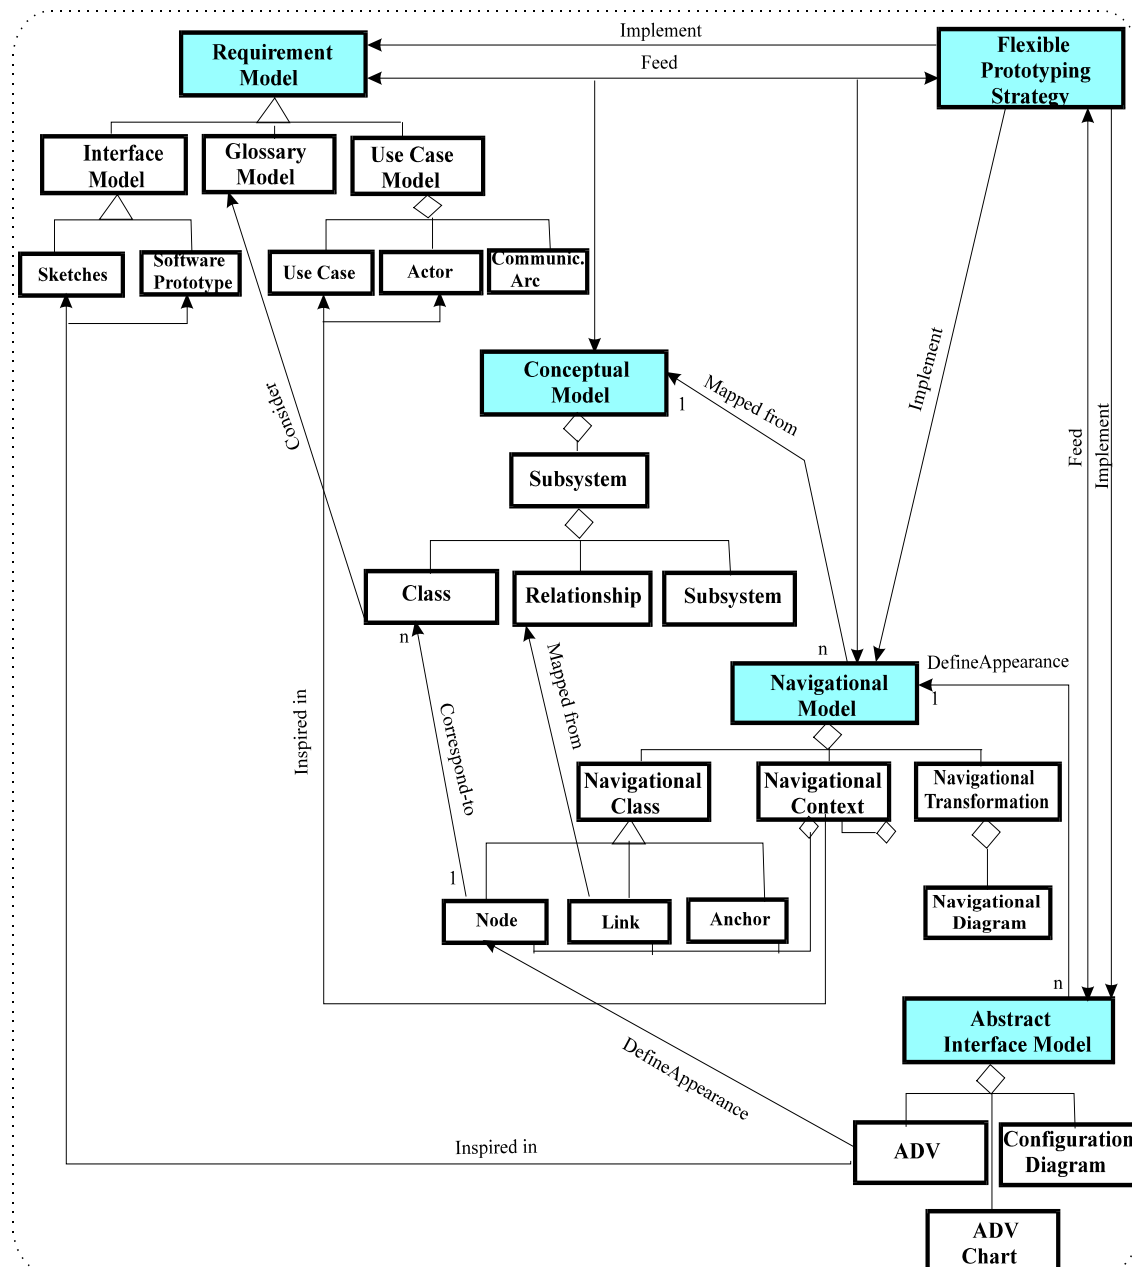 Implement
Requirement
Model
Feed
Flexible
Prototyping
Strategy
Interface
Model
Glossary
Model
Use Case
Model
Sketches
Software
Prototype
Use Case
Actor
Communic.
Arc
Consider
Conceptual
Model
1
Mapped from
Implement
Feed
Implement
Subsystem
Class
Relationship
Subsystem
n
Mapped from
n
DefineAppearance
Navigational
Model
1
Inspired in
Correspond-to
Navigational
Class
Navigational
Context
Navigational
Transformation
1
Node
Link
Anchor
Navigational
Diagram
n
Abstract
Interface Model
DefineAppearance
Inspired in
ADV
Configuration
Diagram
ADV
Chart